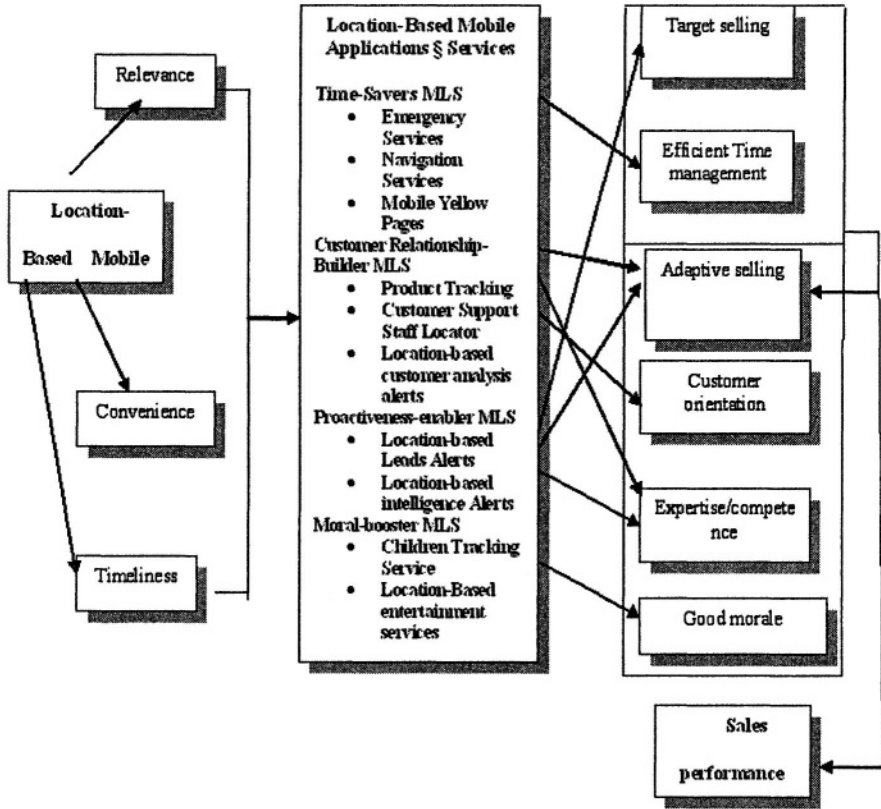 Relevance
Location-
Based Mobile
Convenience
Timeliness
Location-Based Mobile
Applications § Services
Time-Savers MLS
• Emergency
Services
• Navigation
Services
• Mobile Yellow
Pages
Customer Relationship-
Builder MLS
• Product Tracking
• Customer Support
Staff Locator
• Location-based
customer analysis
alerts
Proactiveness-enabler MLS
• Location-based
Leads Alerts
• Location-based
intelligence Alerts
Moral-booster MLS
• Children Tracking
Service
• Location-Based
entertainment
services
Target selling
Efficient Time
management
Adaptive selling
Customer
orientation
Expertise/compete
nce
Good morale
Sales
performance